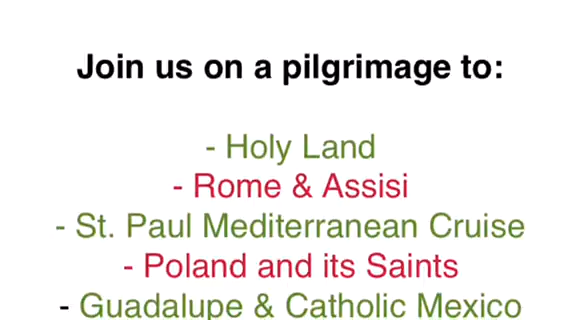 Join us on a pilgrimage to:
- Holy Land
- Rome & Assisi
- St. Paul Mediterranean Cruise
- Poland and its Saints
- Guadalupe & Catholic Mexico